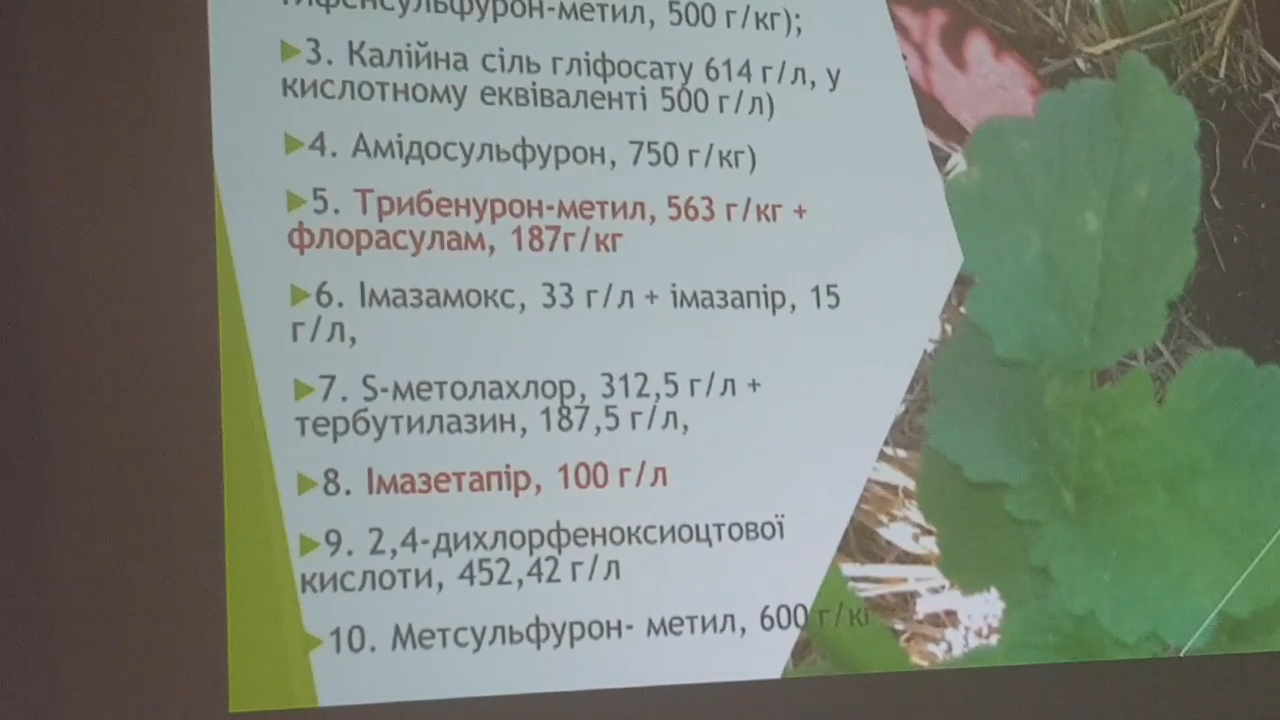 тифенсульфурон-метил, 500 г/кг);
3. Калійна сіль гліфосату 614 г/л, у
кислотному еквіваленті 500 г/л)
4. Амідосульфурон, 750 г/кг)
5. Трибенурон-метил, 563 г/кг +
флорасулам, 187г/кг
6. Імазамокс, 33 г/л + імазапір, 15
г/л,
7. S-метолахлор, 312,5 г/л +
тербутилазин, 187,5 г/л,
8. Імазетапір, 100 г/л
9. 2,4-дихлорфеноксиоцтової
кислоти, 452,42 г/л
10. Метсульфурон- метил, 600 г/кг